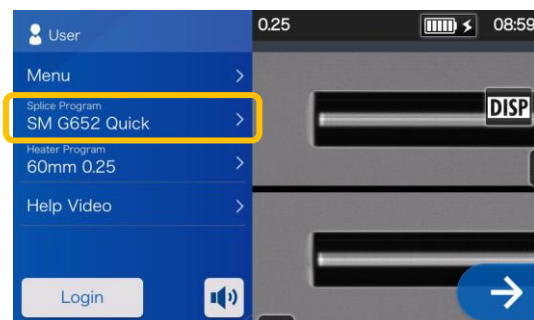 User
0.25
08:59
Menu
Splice Program
SM G652 Quick
DISP
Heater Program
60mm 0.25
Help Video
Login